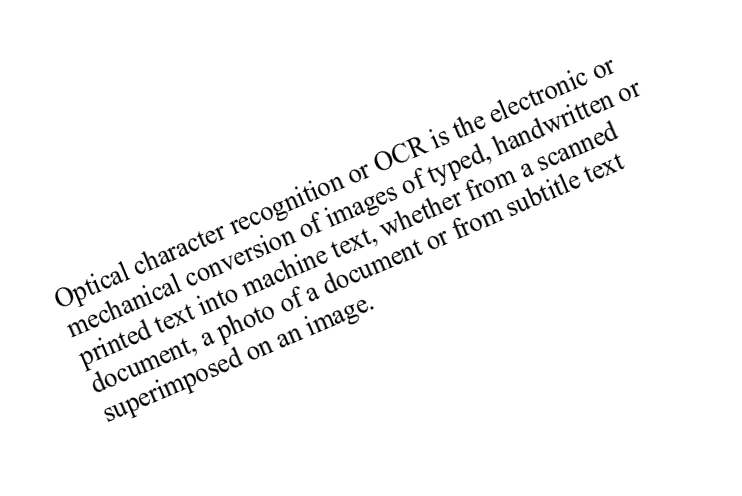 Optical character recognition or OCR is the electronic or
mechanical conversion of images of typed, handwritten or
printed text into machine text, whether from a scanned
document, a photo of a document or from subtitle text
superimposed on an image.